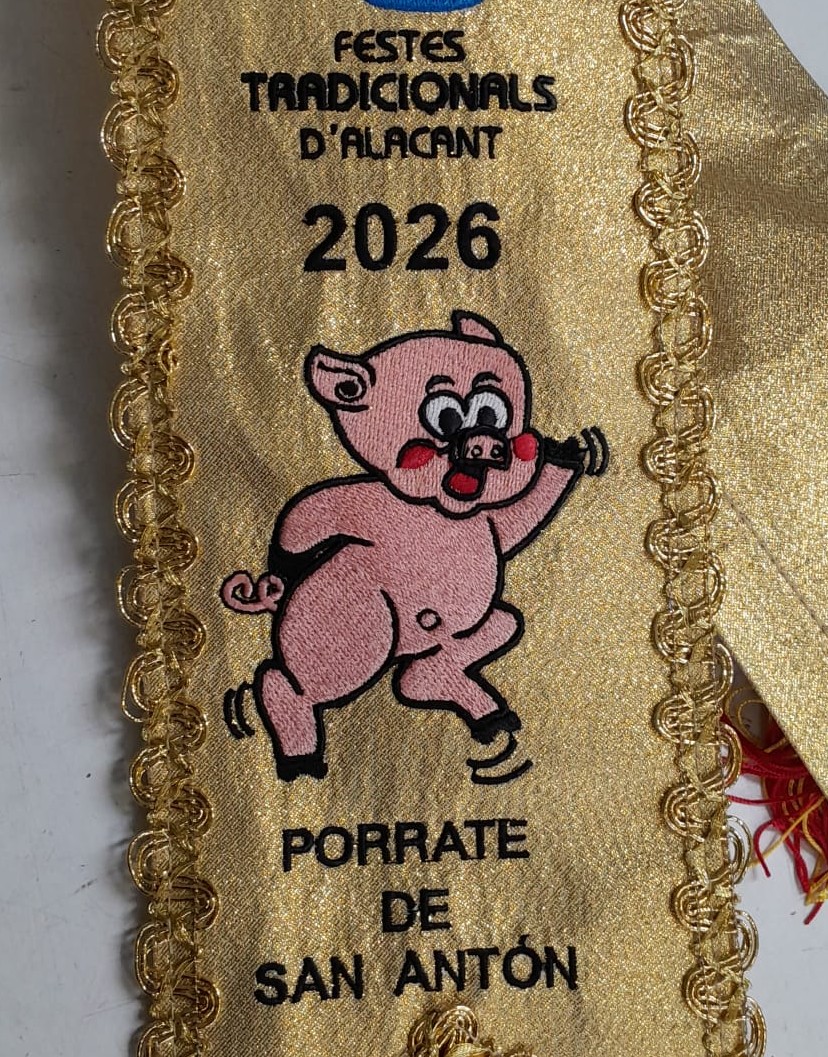 FESTES
TRADICIONALS
D'ALACANT
2026
PORRATE
DE
SAN ANTÓN